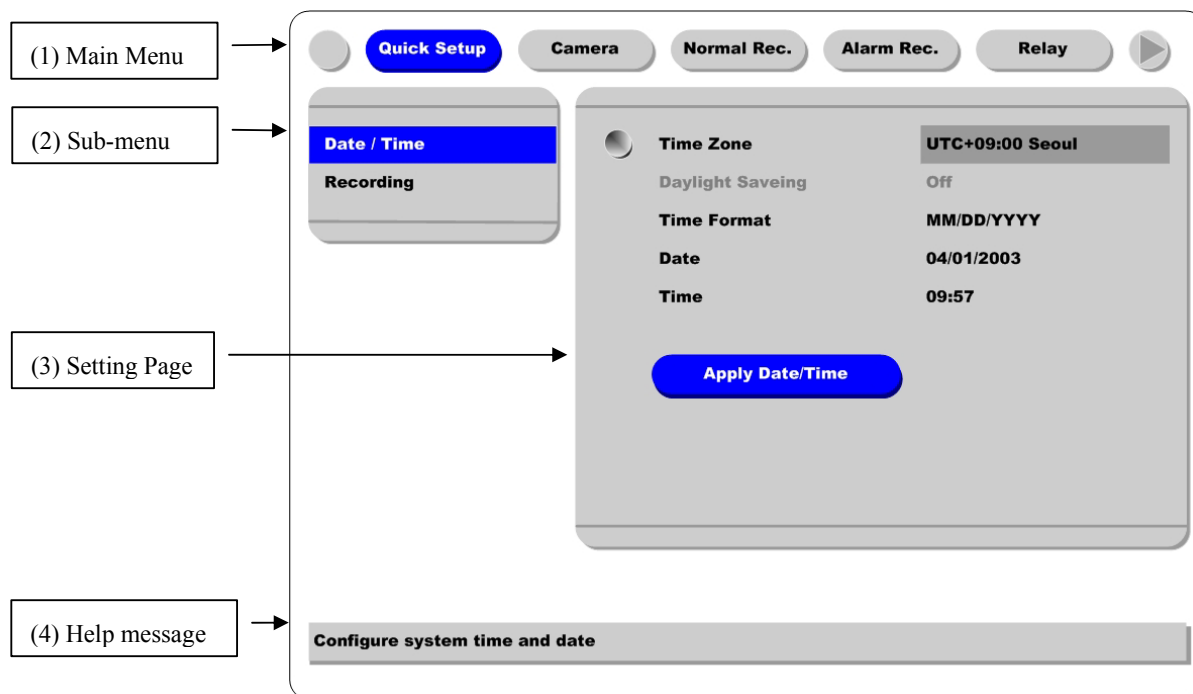 (1) Main Menu
Quick Setup Camera Normal Rec. Alarm Rec. Relay
(2) Sub-menu
Date / Time
Recording
Time Zone UTC+09:00 Seoul
Daylight Saveing Off
Time Format MM/DD/YYYY
Date 04/01/2003
Time 09:57
(3) Setting Page
Apply Date/Time
(4) Help message
Configure system time and date